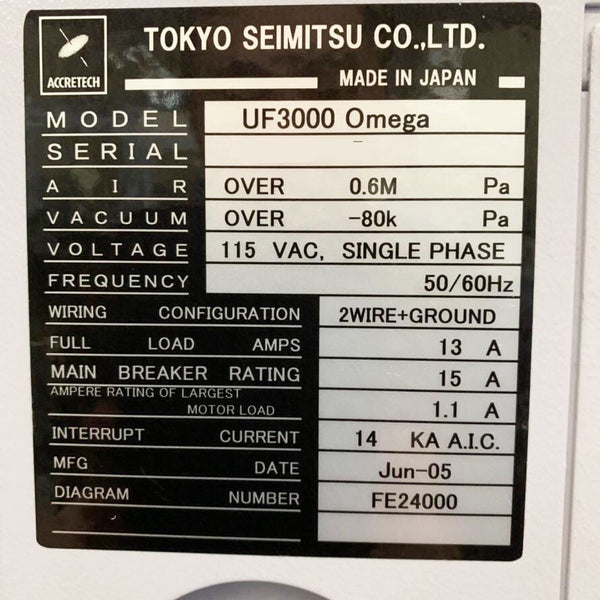 ACCRETECH
TOKYO SEIMITSU CO.,LTD.
MADE IN JAPAN
MODEL UF3000 Omega
SERIAL —
AIR OVER 0.6M Pa
VACUUM OVER -80k Pa
VOLTAGE 115 VAC, SINGLE PHASE
FREQUENCY 50/60Hz
WIRING CONFIGURATION 2WIRE+GROUND
FULL LOAD AMPS 13 A
MAIN BREAKER RATING 15 A
AMPERE RATING OF LARGEST
MOTOR LOAD 1.1 A
INTERRUPT CURRENT 14 KA A.I.C.
MFG DATE Jun-05
DIAGRAM NUMBER FE24000